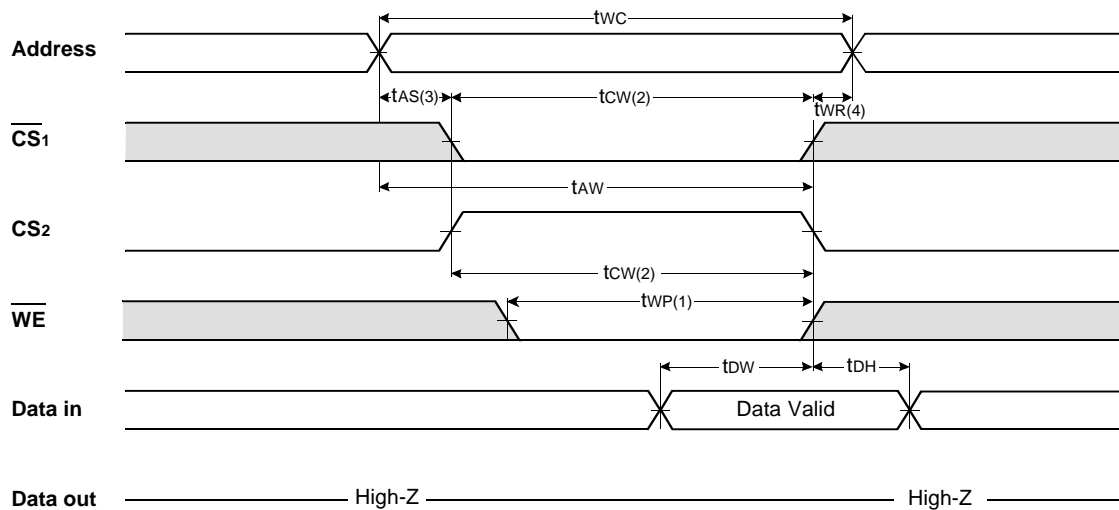 tWC
Address
tAS(3) tCW(2) tWR(4)
CS1
tAW
CS2
tCW(2)
tWP(1)
WE
tDW tDH
Data in Data Valid
Data out High-Z High-Z